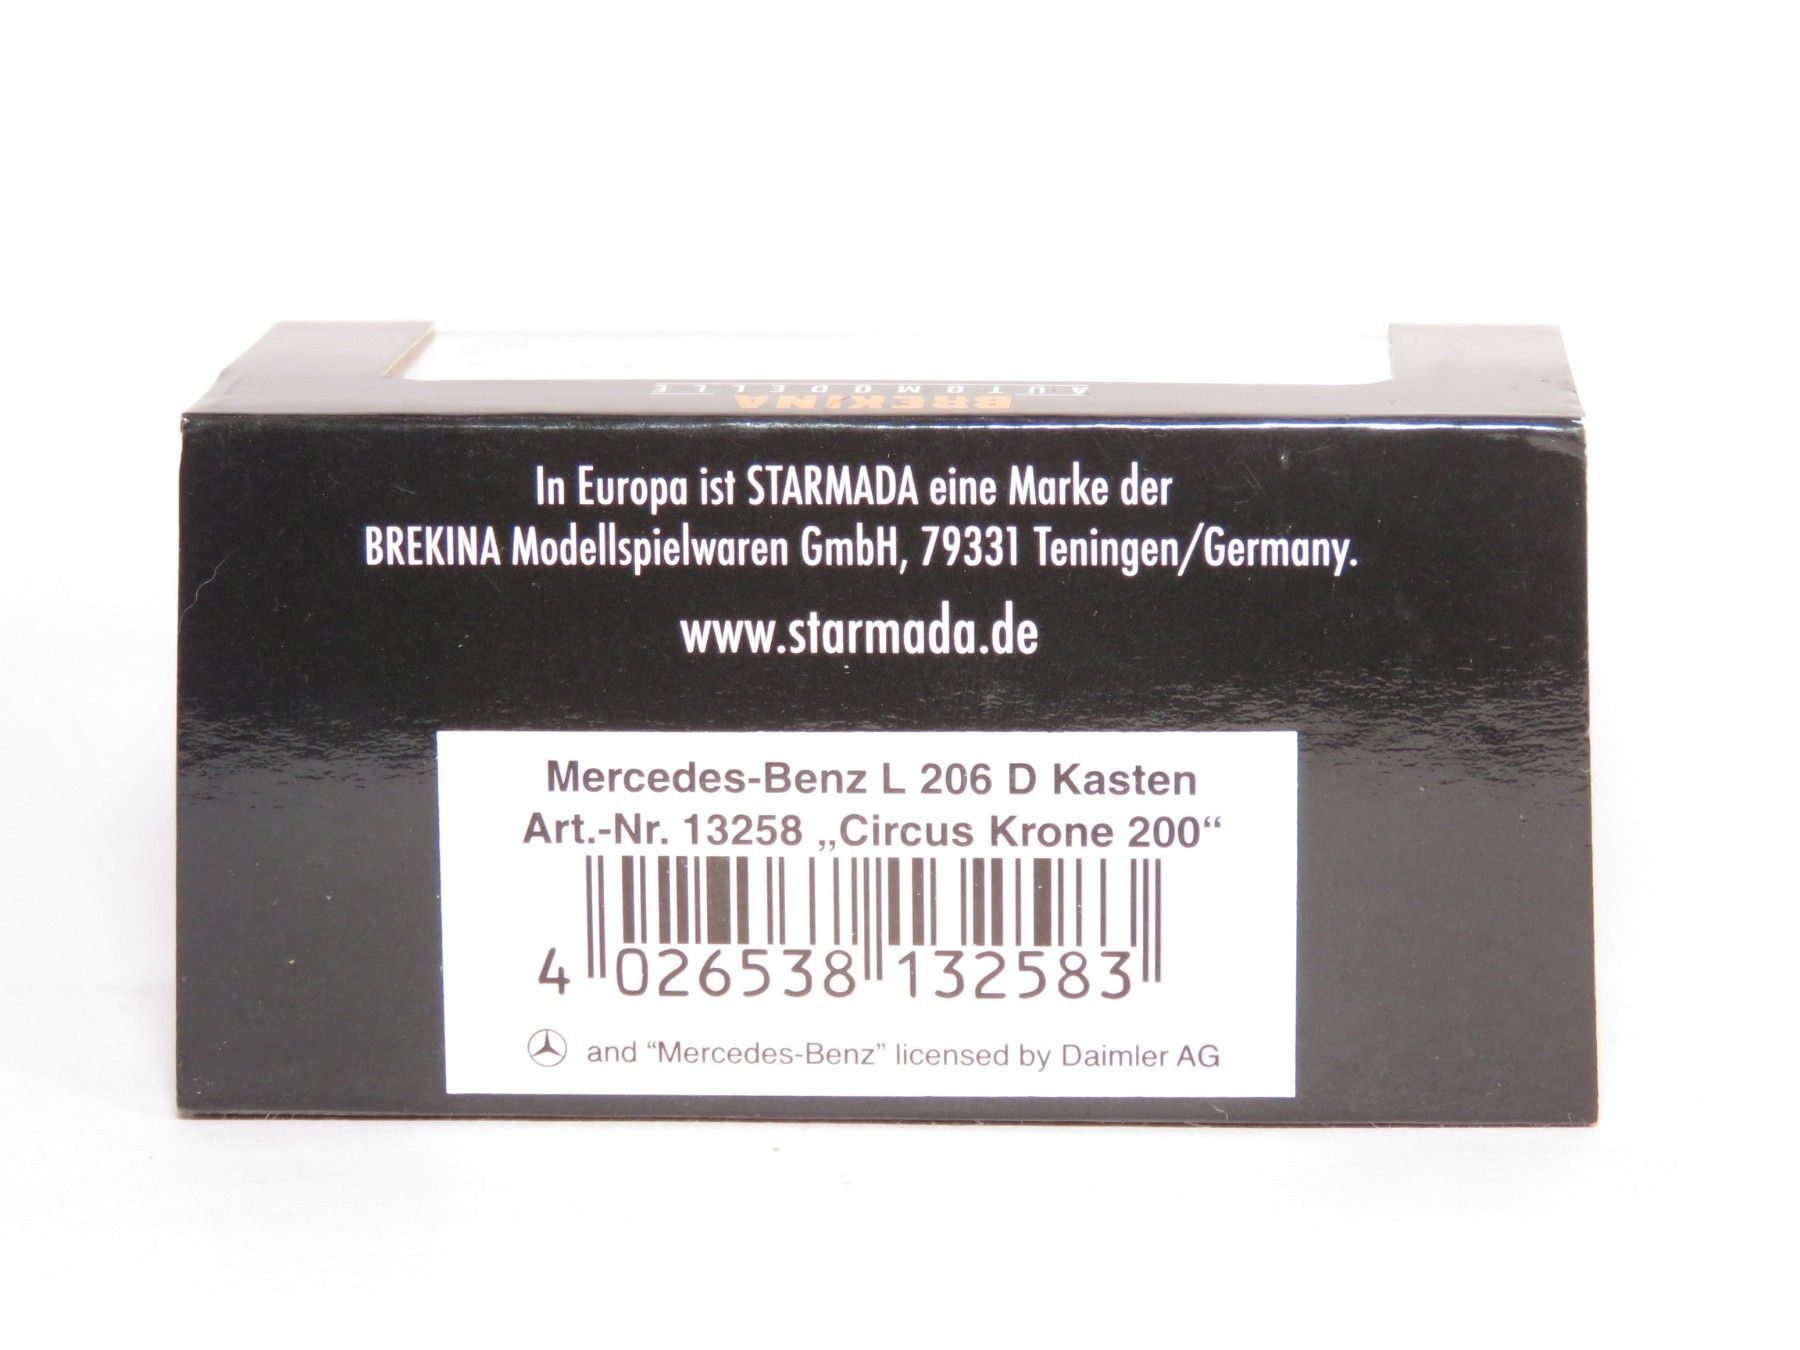 AUTOMODELLE
BREKINA
In Europa ist STARMADA eine Marke der
BREKINA Modellspielwaren GmbH, 79331 Teningen/Germany.
www.starmada.de
Mercedes-Benz L 206 D Kasten
Art.-Nr. 13258 „Circus Krone 200“
4 026538 132583
and “Mercedes-Benz” licensed by Daimler AG